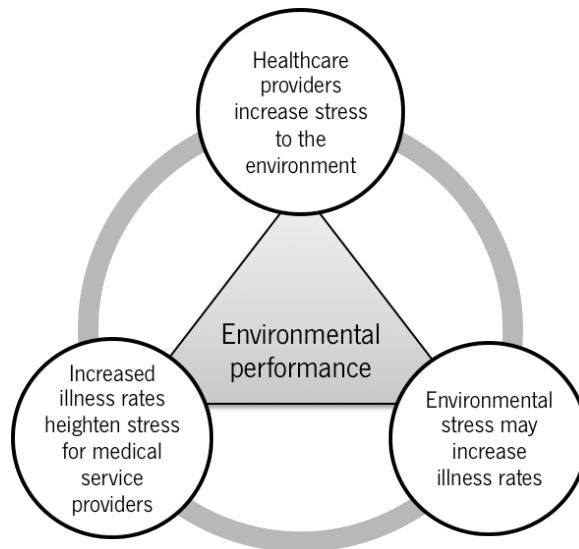 Healthcare
providers
increase stress
to the
environment
Environmental
performance
Increased
illness rates
heighten stress
for medical
service
providers
Environmental
stress may
increase
illness rates